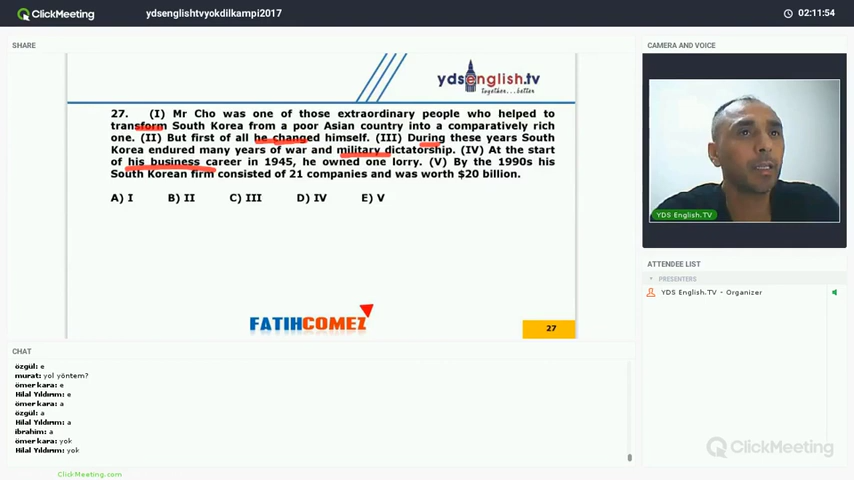 ClickMeeting
ydsenglishtvyokdilkampi2017
02:11:54
SHARE
CAMERA AND VOICE
ydsenglish.tv
together...better
27. (I) Mr Cho was one of those extraordinary people who helped to
transform South Korea from a poor Asian country into a comparatively rich
one. (II) But first of all he changed himself. (III) During these years South
Korea endured many years of war and military dictatorship. (IV) At the start
of his business career in 1945, he owned one lorry. (V) By the 1990s his
South Korean firm consisted of 21 companies and was worth $20 billion.
A) I B) II C) III D) IV E) V
FATIHCOMEZ
27
YDS English.TV
ATTENDEE LIST
PRESENTERS
YDS English.TV - Organizer
CHAT
özgül: e
murat: yol yöntem?
ömer kara: e
Hilal Yıldırım: e
ömer kara: a
özgül: a
Hilal Yıldırım: a
ibrahim: a
ömer kara: yok
Hilal Yıldırım: yok
ClickMeeting
ClickMeeting.com